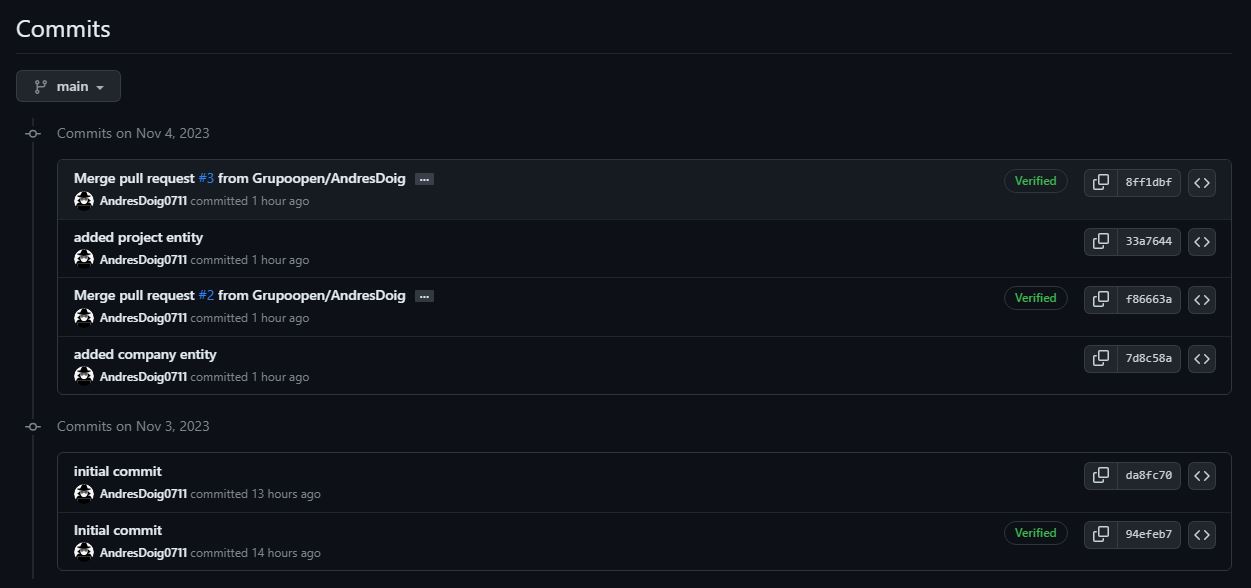 Commits
main
Commits on Nov 4, 2023
Merge pull request #3 from Grupoopen/AndresDoig ...
Verified 8ff1dbf
AndresDoig0711 committed 1 hour ago
added project entity
33a7644
AndresDoig0711 committed 1 hour ago
Merge pull request #2 from Grupoopen/AndresDoig ...
Verified f86663a
AndresDoig0711 committed 1 hour ago
added company entity
7d8c58a
AndresDoig0711 committed 1 hour ago
Commits on Nov 3, 2023
initial commit
da8fc70
AndresDoig0711 committed 13 hours ago
Initial commit
Verified 94efeb7
AndresDoig0711 committed 14 hours ago